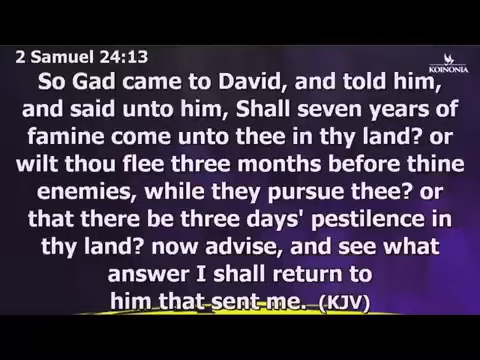 2 Samuel 24:13
KOINONIA
So Gad came to David, and told him,
and said unto him, Shall seven years of
famine come unto thee in thy land? or
wilt thou flee three months before thine
enemies, while they pursue thee? or
that there be three days' pestilence in
thy land? now advise, and see what
answer I shall return to
him that sent me. (KJV)